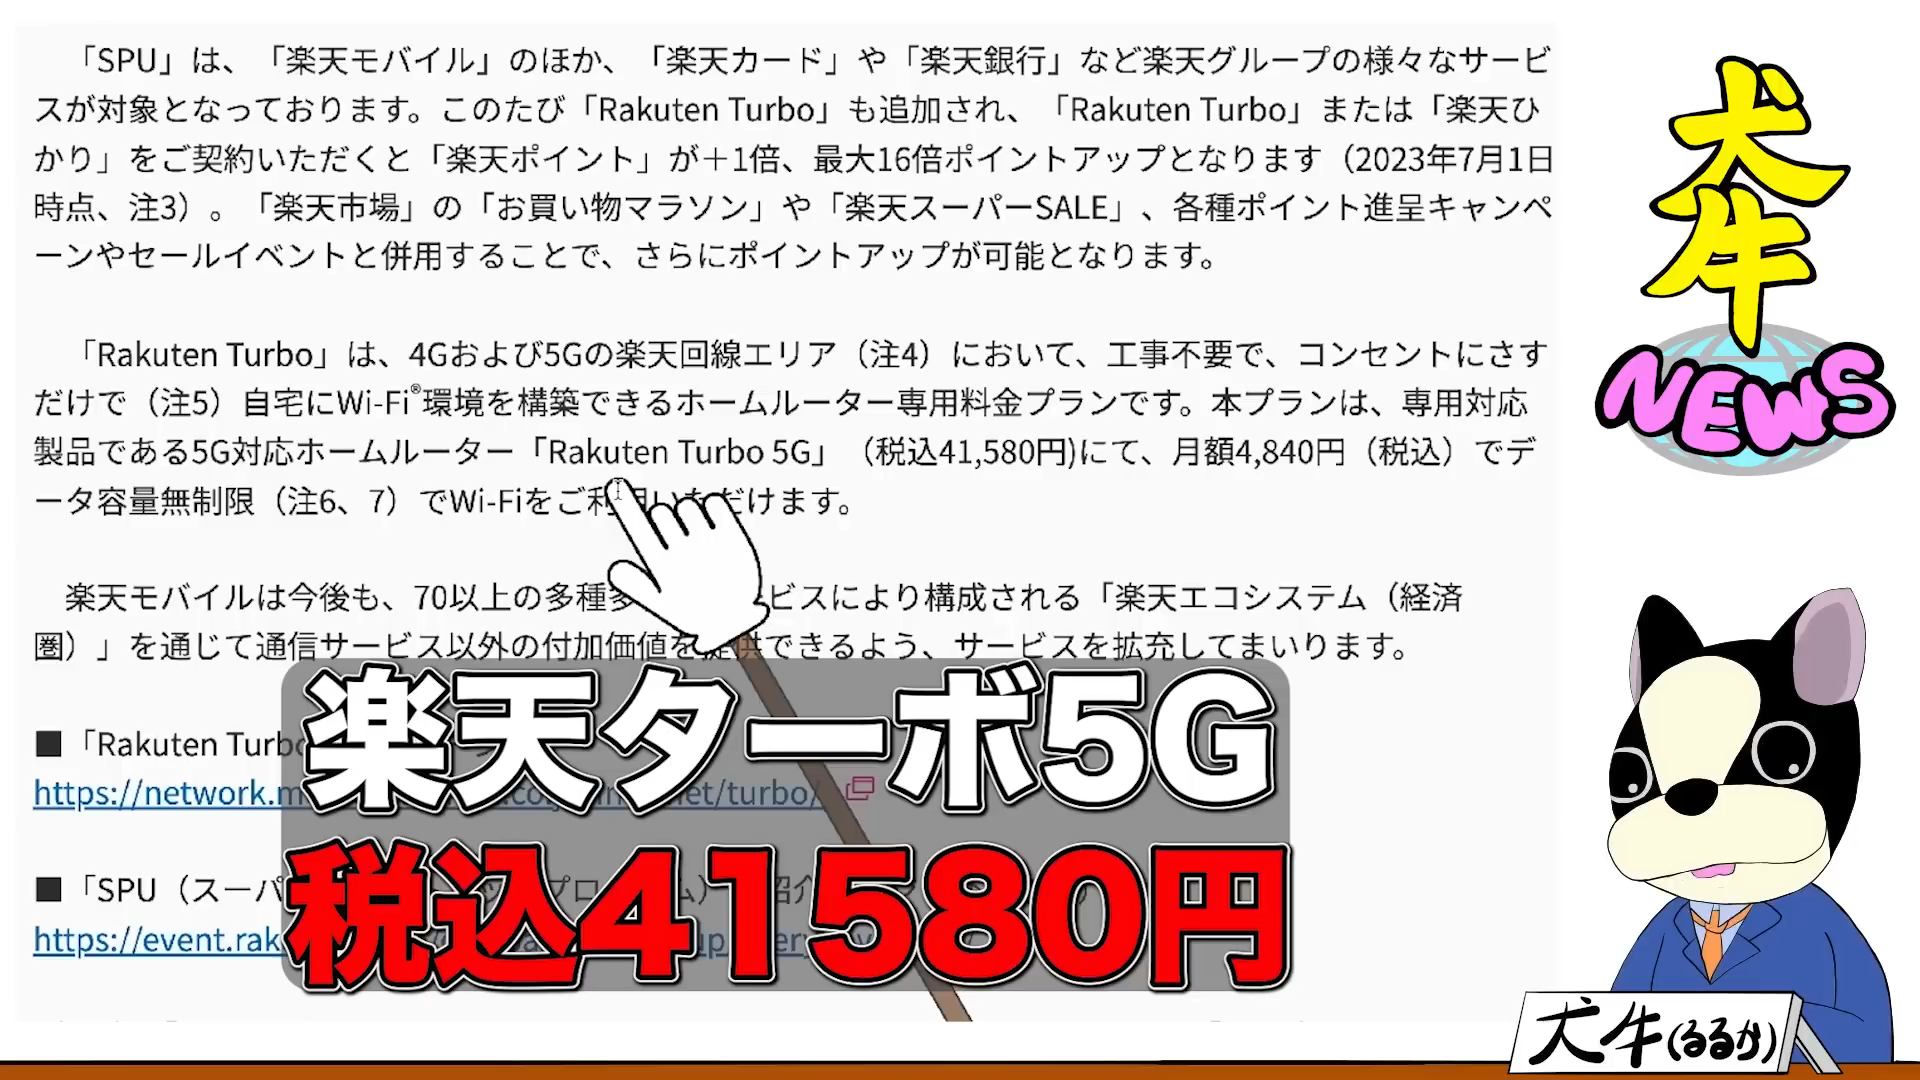 「SPU」は、「楽天モバイル」のほか、「楽天カード」や「楽天銀行」など楽天グループの様々なサービ
スが対象となっております。このたび「Rakuten Turbo」も追加され、「Rakuten Turbo」または「楽天ひ
かり」をご契約いただくと「楽天ポイント」が＋1倍、最大16倍ポイントアップとなります（2023年7月1日
時点、注3）。「楽天市場」の「お買い物マラソン」や「楽天スーパーSALE」、各種ポイント進呈キャンペ
ーンやセールイベントと併用することで、さらにポイントアップが可能となります。
「Rakuten Turbo」は、4Gおよび5Gの楽天回線エリア（注4）において、工事不要で、コンセントにさす
だけで（注5）自宅にWi-Fi®環境を構築できるホームルーター専用料金プランです。本プランは、専用対応
製品である5G対応ホームルーター「Rakuten Turbo 5G」（税込41,580円)にて、月額4,840円（税込）でデ
ータ容量無制限（注6、7）でWi-Fiをご利用いただけます。
楽天モバイルは今後も、70以上の多種多 ビスにより構成される「楽天エコシステム（経済
圏）」を通じて通信サービス以外の付加価値を提供できるよう、サービスを拡充してまいります。
■「Rakuten Turbo
https://network.m net/turbo/
■「SPU（スーパ
https://event.rak
楽天ターボ5G
税込41580円
犬牛
NEWS
犬牛(るるか)